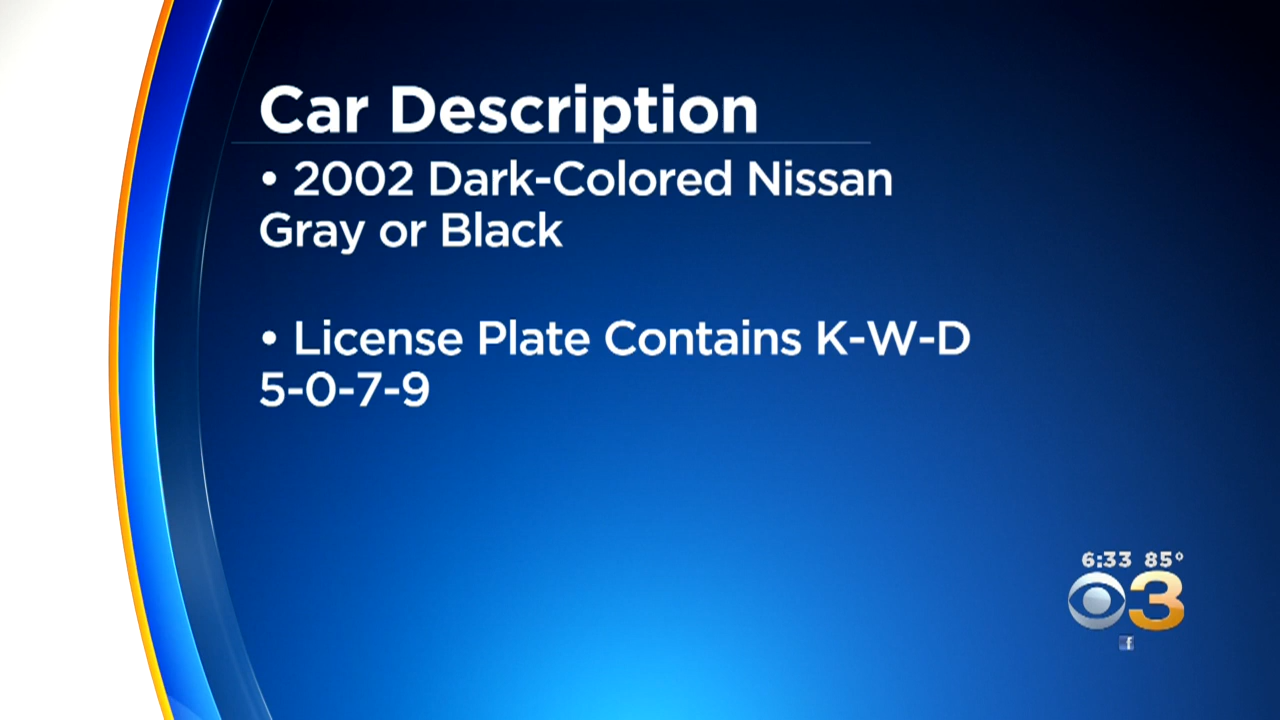 Car Description
• 2002 Dark-Colored Nissan
Gray or Black
• License Plate Contains K-W-D
5-0-7-9
6:33 85°
3
f